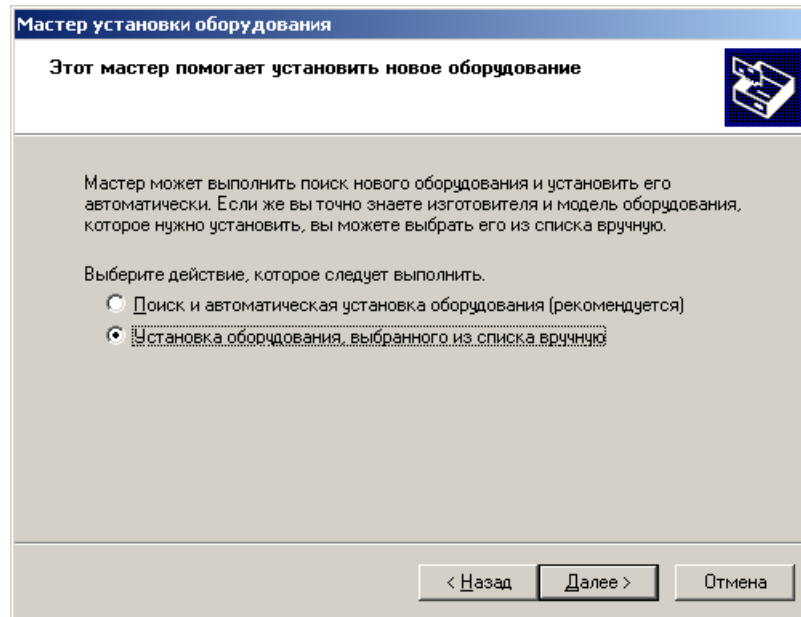 Мастер установки оборудования
Этот мастер помогает установить новое оборудование
Мастер может выполнить поиск нового оборудования и установить его
автоматически. Если же вы точно знаете изготовителя и модель оборудования,
которое нужно установить, вы можете выбрать его из списка вручную.
Выберите действие, которое следует выполнить.
Поиск и автоматическая установка оборудования (рекомендуется)
Установка оборудования, выбранного из списка вручную
< Назад Далее > Отмена